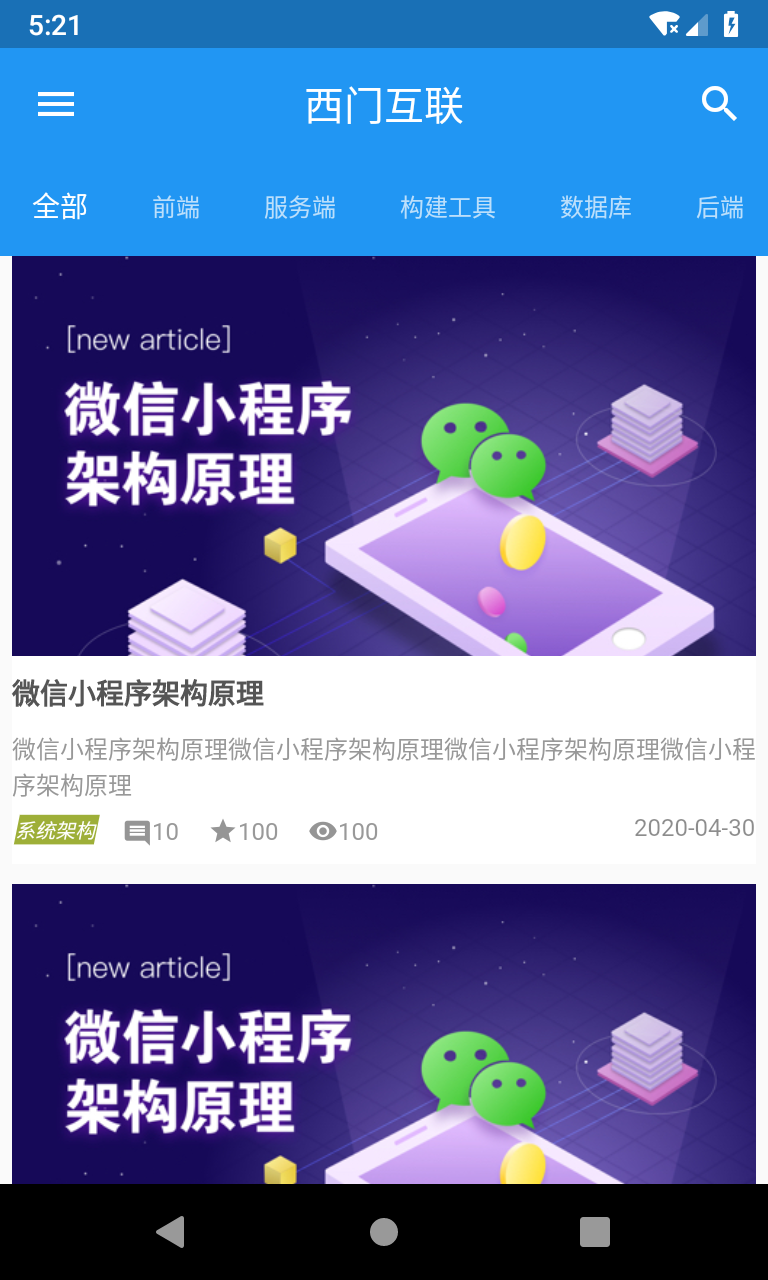 5:21
西门互联
全部 前端 服务端 构建工具 数据库 后端
[new article]
微信小程序
架构原理
微信小程序架构原理
微信小程序架构原理微信小程序架构原理微信小程序架构原理微信小程
序架构原理
系统架构 10 100 100 2020-04-30
[new article]
微信小程序
架构原理